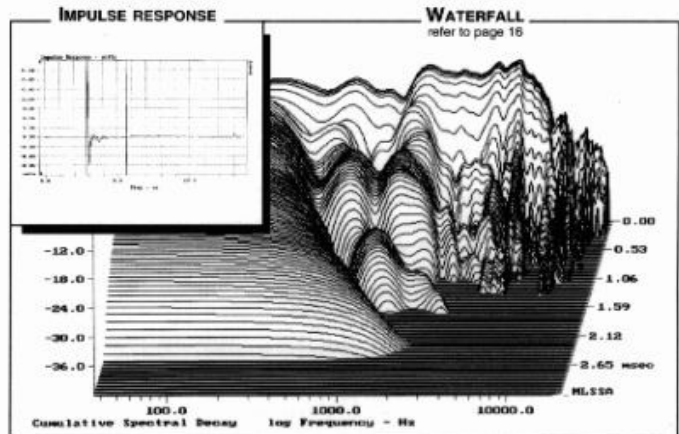 IMPULSE RESPONSE
WATERFALL
refer to page 16
Impulse Response -
0.00
0.53
1.06
1.59
2.12
2.65 msec
MLSSA
-12.0
-18.0
-24.0
-30.0
-36.0
100.0 1000.0 10000.0
Cumulative Spectral Decay log Frequency - Hz